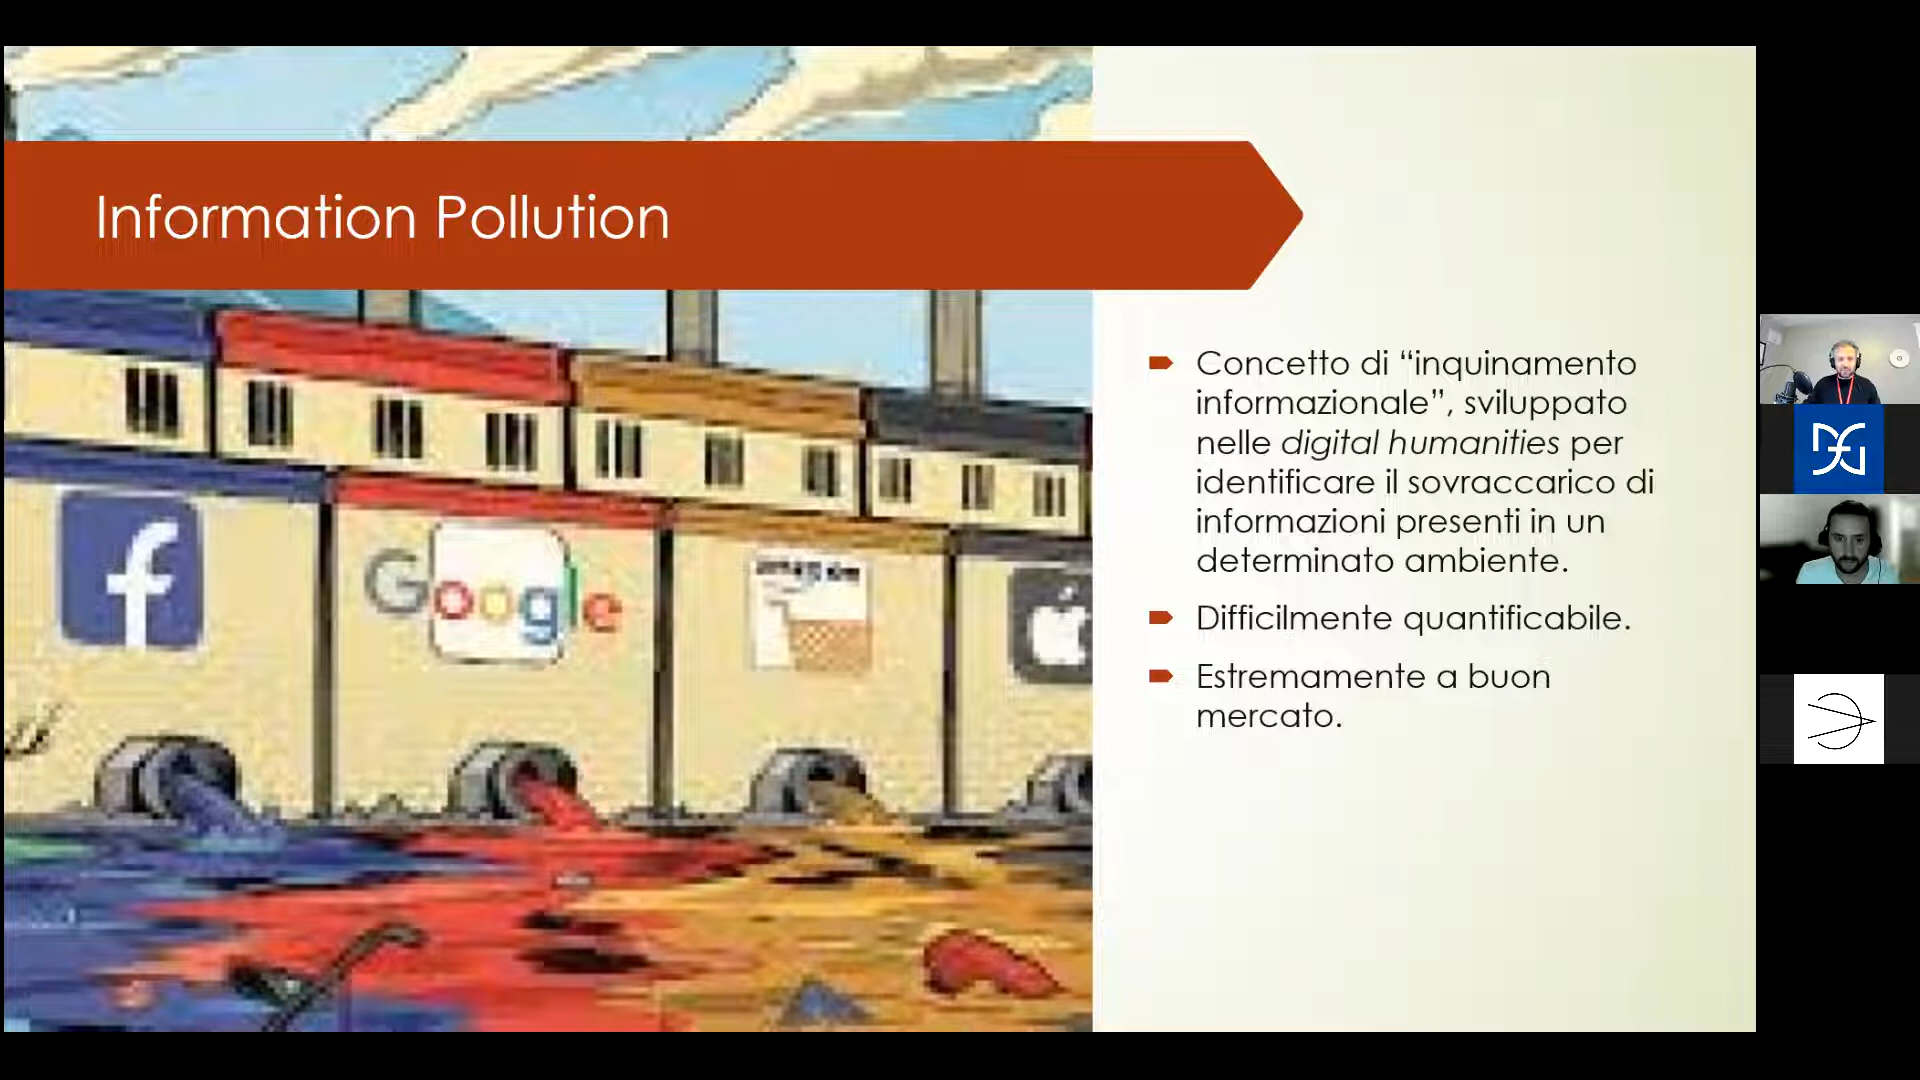 Information Pollution
Concetto di “inquinamento
informazionale”, sviluppato
nelle digital humanities per
identificare il sovraccarico di
informazioni presenti in un
determinato ambiente.
Difficilmente quantificabile.
Estremamente a buon
mercato.
Google
amazon